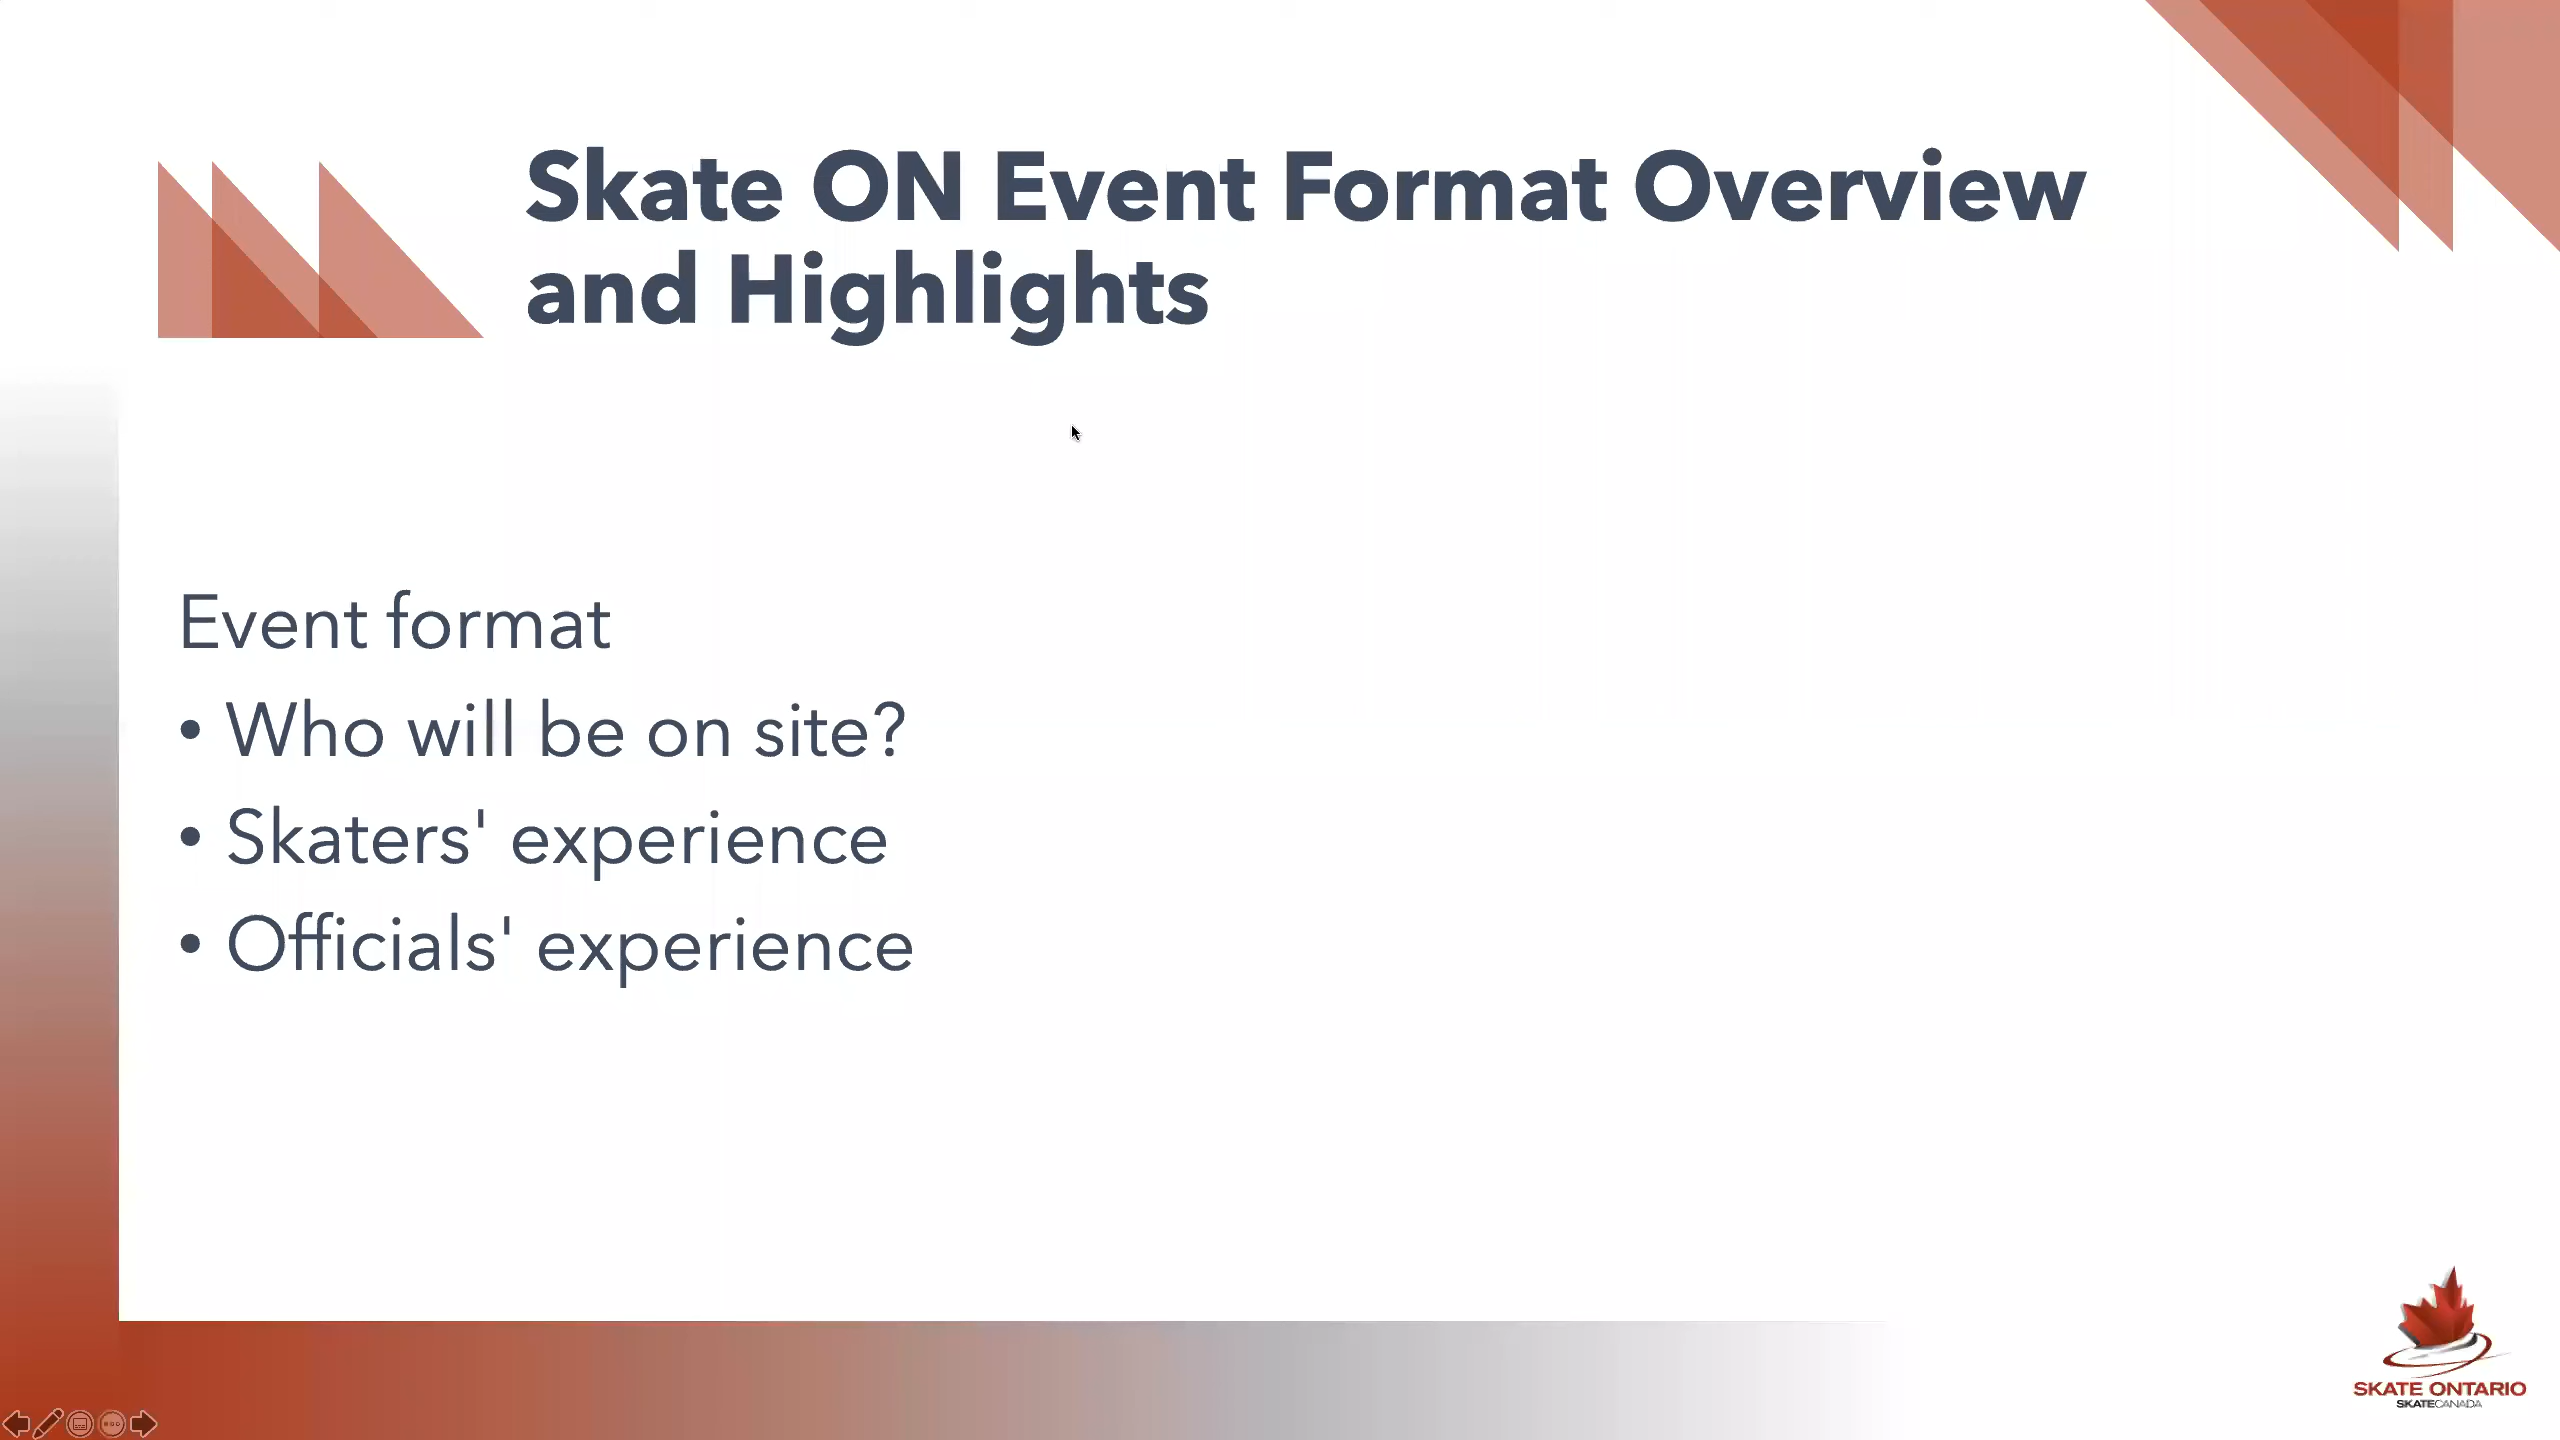 Skate ON Event Format Overview
and Highlights
Event format
• Who will be on site?
• Skaters' experience
• Officials' experience
SKATE ONTARIO
SKATECANADA